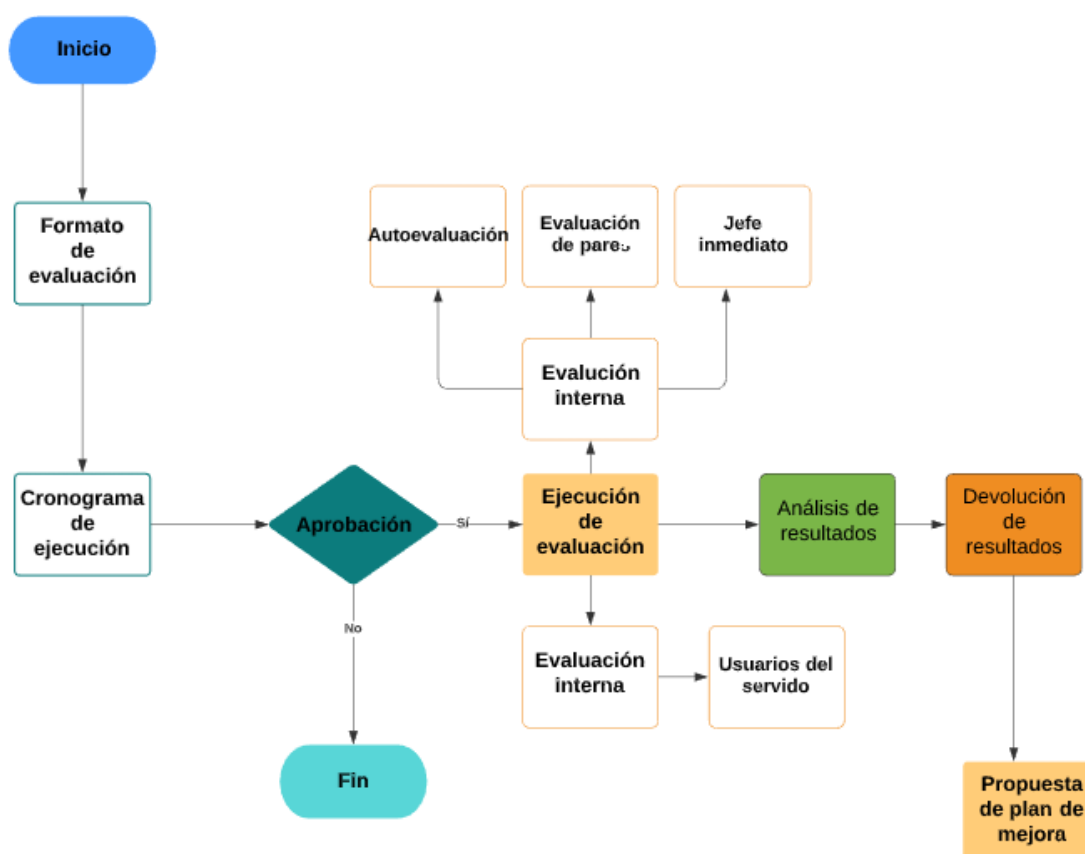 Inicio
Formato
de
evaluación
Autoevaluación
Evaluación
de pares
Jefe
inmediato
Evalución
interna
Cronograma
de
ejecución
Aprobación
Sí
Ejecución
de
evaluación
Análisis de
resultados
Devolución
de
resultados
No
Evaluación
interna
Usuarios del
servido
Fin
Propuesta
de plan de
mejora